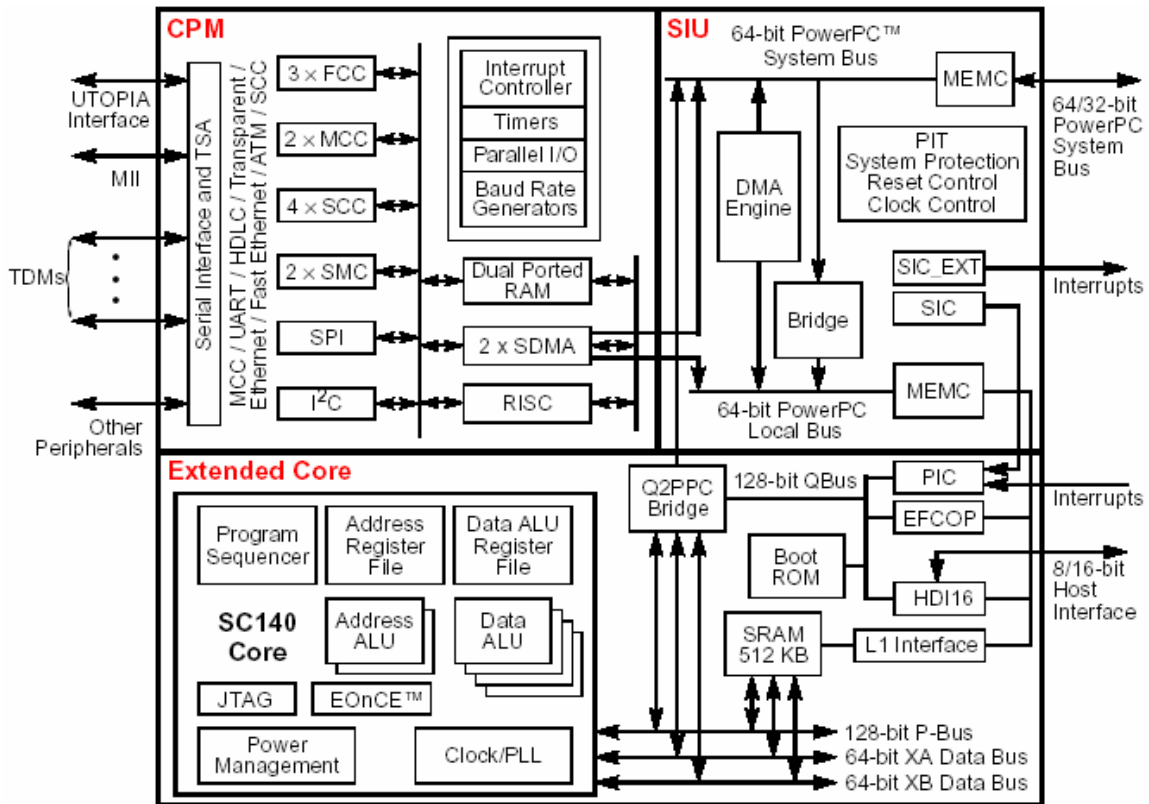 CPM
UTOPIA
Interface
MII
TDMs
Other
Peripherals
Serial Interface and TSA
MCC / UART / HDLC / Transparent /
Ethernet / Fast Ethernet / ATM / SCC
3 × FCC
2 × MCC
4 × SCC
2 × SMC
SPI
I²C
Interrupt
Controller
Timers
Parallel I/O
Baud Rate
Generators
Dual Ported
RAM
2 x SDMA
RISC
SIU
64-bit PowerPC™
System Bus
MEMC
64/32-bit
PowerPC
System
Bus
DMA
Engine
PIT
System Protection
Reset Control
Clock Control
Bridge
SIC_EXT
Interrupts
SIC
MEMC
64-bit PowerPC
Local Bus
Extended Core
Program
Sequencer
Address
Register
File
Data ALU
Register
File
SC140
Core
Address
ALU
Data
ALU
JTAG
EOnCE™
Power
Management
Clock/PLL
Q2PPC
Bridge
128-bit QBus
PIC
Interrupts
EFCOP
Boot
ROM
HDI16
8/16-bit
Host
Interface
SRAM
512 KB
L1 Interface
128-bit P-Bus
64-bit XA Data Bus
64-bit XB Data Bus